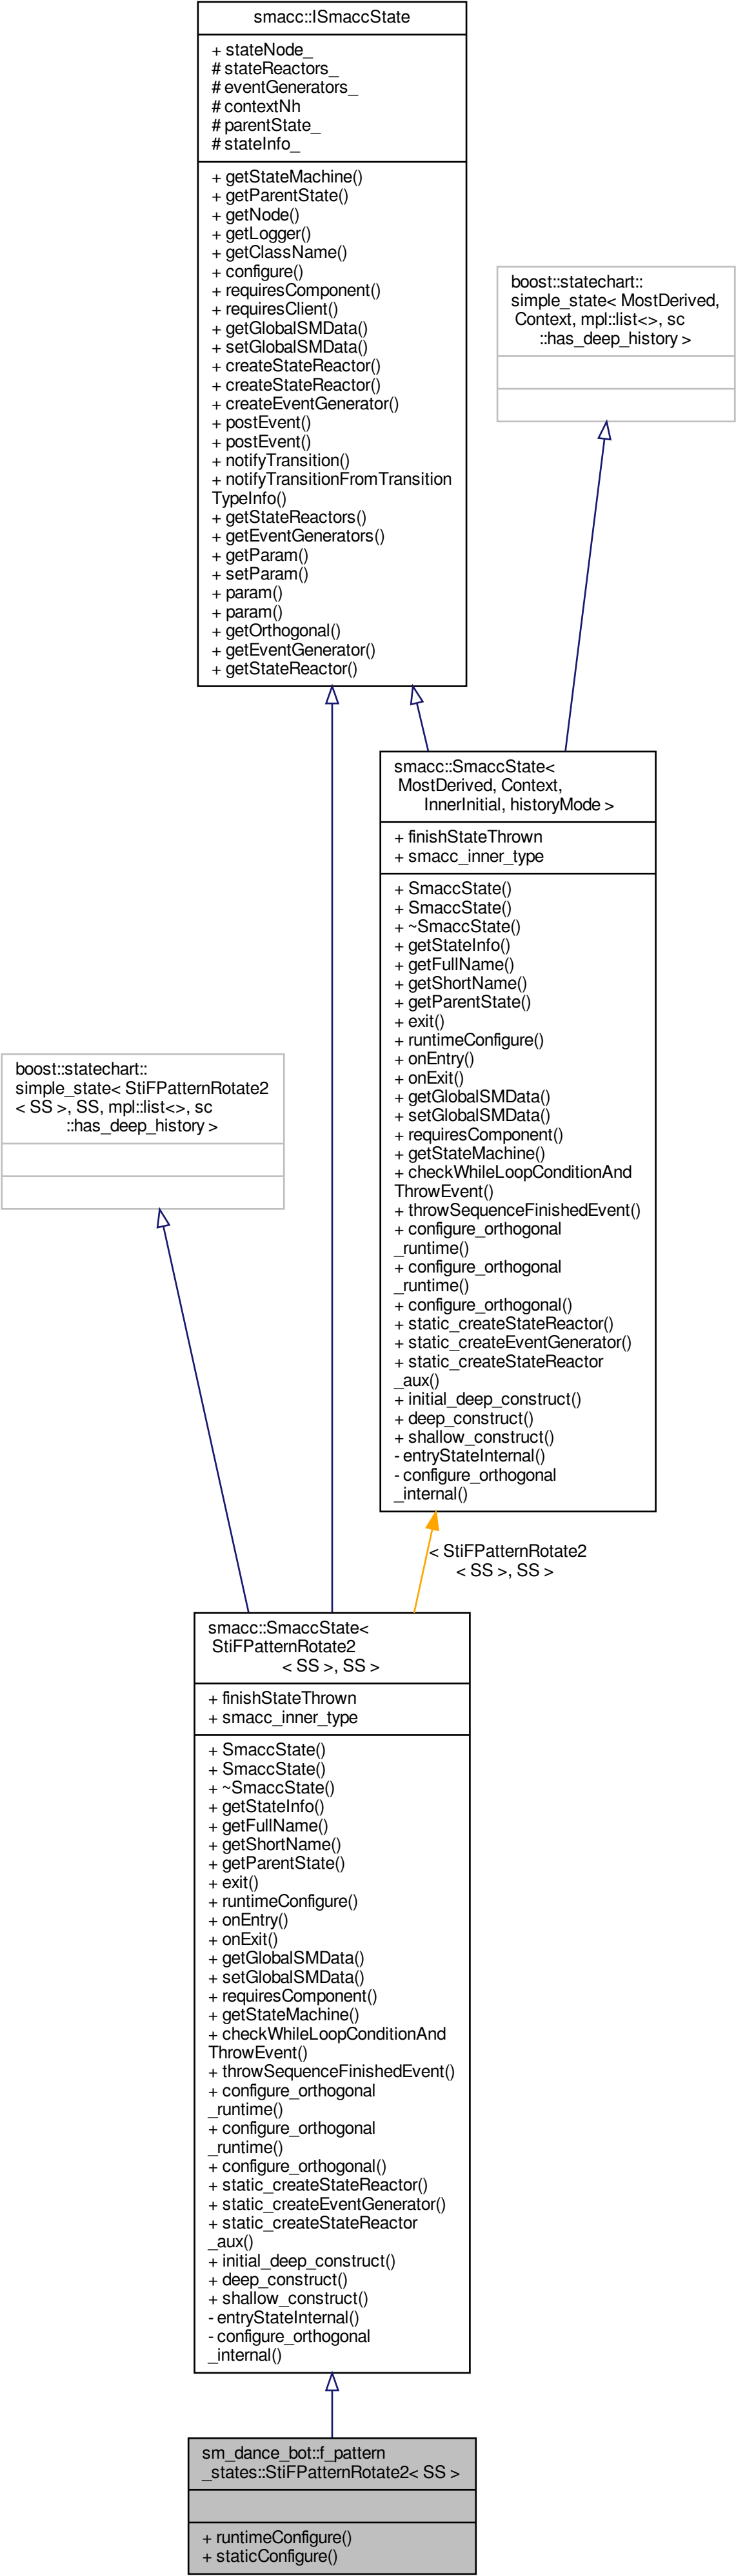 smacc::ISmaccState
+ stateNode_
# stateReactors_
# eventGenerators_
# contextNh
# parentState_
# stateInfo_
+ getStateMachine()
+ getParentState()
+ getNode()
+ getLogger()
+ getClassName()
+ configure()
+ requiresComponent()
+ requiresClient()
+ getGlobalSMData()
+ setGlobalSMData()
+ createStateReactor()
+ createStateReactor()
+ createEventGenerator()
+ postEvent()
+ postEvent()
+ notifyTransition()
+ notifyTransitionFromTransition
TypeInfo()
+ getStateReactors()
+ getEventGenerators()
+ getParam()
+ setParam()
+ param()
+ param()
+ getOrthogonal()
+ getEventGenerator()
+ getStateReactor()
boost::statechart::
simple_state< MostDerived,
Context, mpl::list<>, sc
::has_deep_history >
smacc::SmaccState<
MostDerived, Context,
InnerInitial, historyMode >
+ finishStateThrown
+ smacc_inner_type
+ SmaccState()
+ SmaccState()
+ ~SmaccState()
+ getStateInfo()
+ getFullName()
+ getShortName()
+ getParentState()
+ exit()
+ runtimeConfigure()
+ onEntry()
+ onExit()
+ getGlobalSMData()
+ setGlobalSMData()
+ requiresComponent()
+ getStateMachine()
+ checkWhileLoopConditionAnd
ThrowEvent()
+ throwSequenceFinishedEvent()
+ configure_orthogonal
_runtime()
+ configure_orthogonal
_runtime()
+ configure_orthogonal()
+ static_createStateReactor()
+ static_createEventGenerator()
+ static_createStateReactor
_aux()
+ initial_deep_construct()
+ deep_construct()
+ shallow_construct()
- entryStateInternal()
- configure_orthogonal
_internal()
boost::statechart::
simple_state< StiFPatternRotate2
< SS >, SS, mpl::list<>, sc
::has_deep_history >
< StiFPatternRotate2
< SS >, SS >
smacc::SmaccState<
StiFPatternRotate2
< SS >, SS >
+ finishStateThrown
+ smacc_inner_type
+ SmaccState()
+ SmaccState()
+ ~SmaccState()
+ getStateInfo()
+ getFullName()
+ getShortName()
+ getParentState()
+ exit()
+ runtimeConfigure()
+ onEntry()
+ onExit()
+ getGlobalSMData()
+ setGlobalSMData()
+ requiresComponent()
+ getStateMachine()
+ checkWhileLoopConditionAnd
ThrowEvent()
+ throwSequenceFinishedEvent()
+ configure_orthogonal
_runtime()
+ configure_orthogonal
_runtime()
+ configure_orthogonal()
+ static_createStateReactor()
+ static_createEventGenerator()
+ static_createStateReactor
_aux()
+ initial_deep_construct()
+ deep_construct()
+ shallow_construct()
- entryStateInternal()
- configure_orthogonal
_internal()
sm_dance_bot::f_pattern
_states::StiFPatternRotate2< SS >
+ runtimeConfigure()
+ staticConfigure()